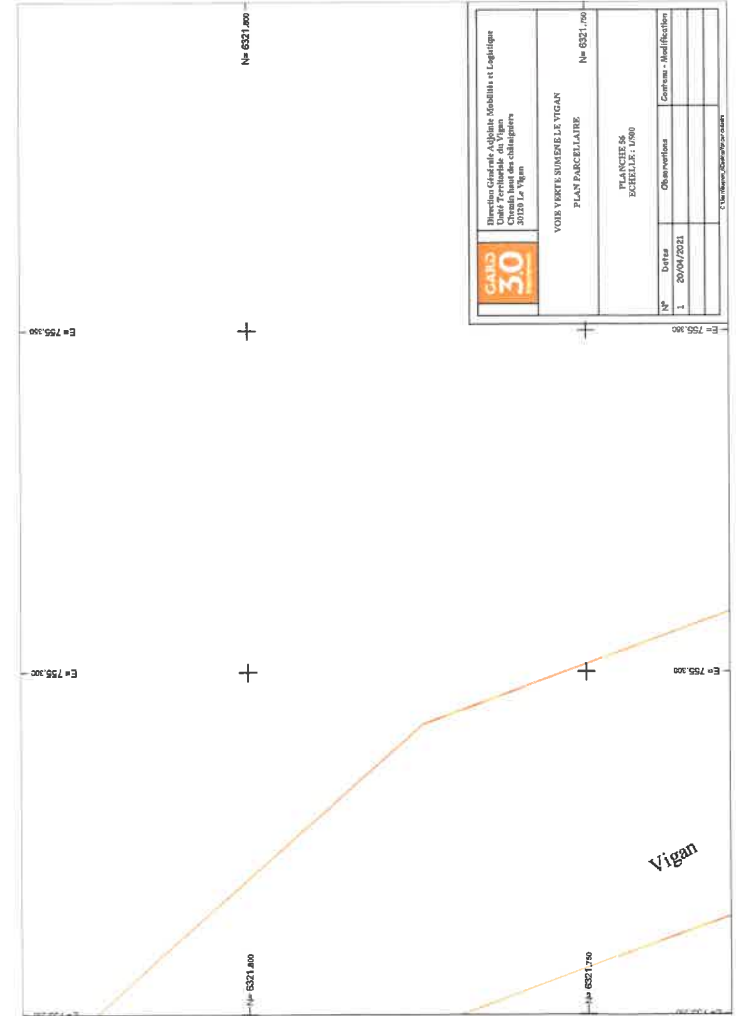 Direction Générale Adjointe Mobilités et Logistique
Unité Territoriale du Vigan
Chemin haut des châtaigniers
30120 Le Vigan
GARD
30
VOIE VERTE SUMENE LE VIGAN
PLAN PARCELLAIRE
PLANCHE 56
ECHELLE : 1/500
N° Dates Observations Contenu - Modification
1 20/04/2021
N= 6321.800
N= 6321.750
E= 755.350
E= 755.350
E= 755.300
E= 755.300
Vigan
N= 6321.800
N= 6321.750